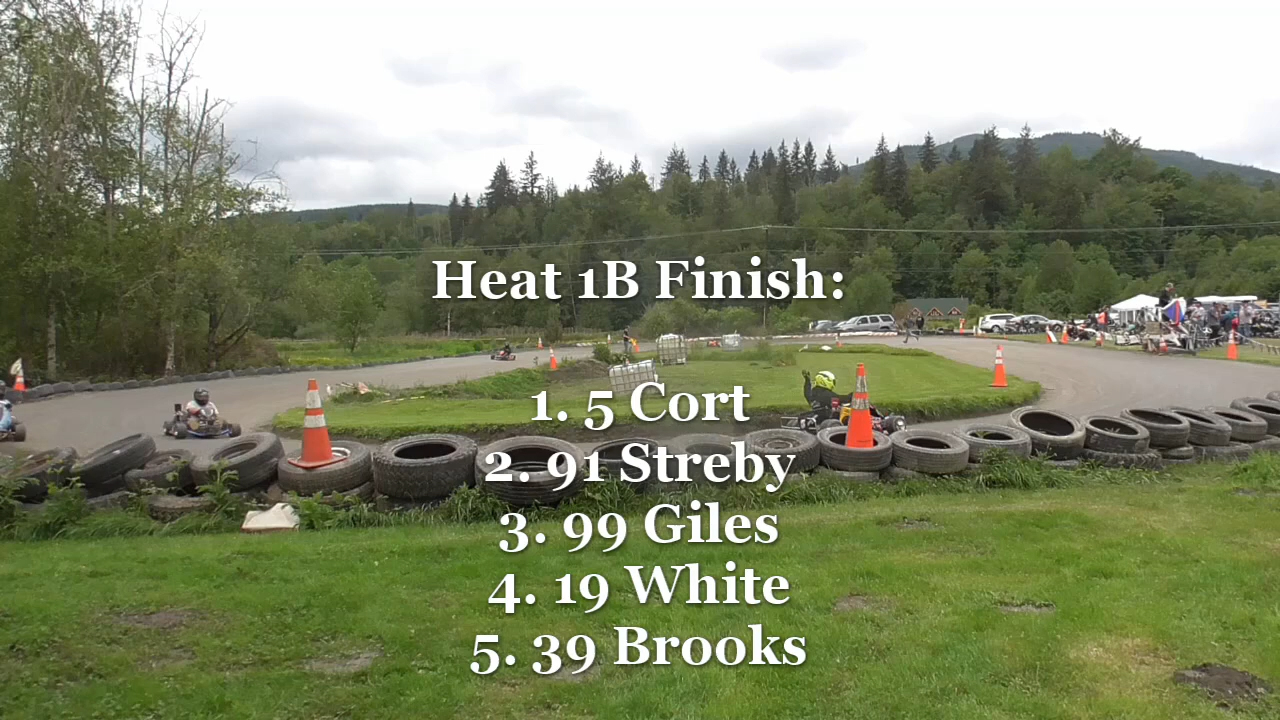 Heat 1B Finish:
1. 5 Cort
2. 91 Streby
3. 99 Giles
4. 19 White
5. 39 Brooks